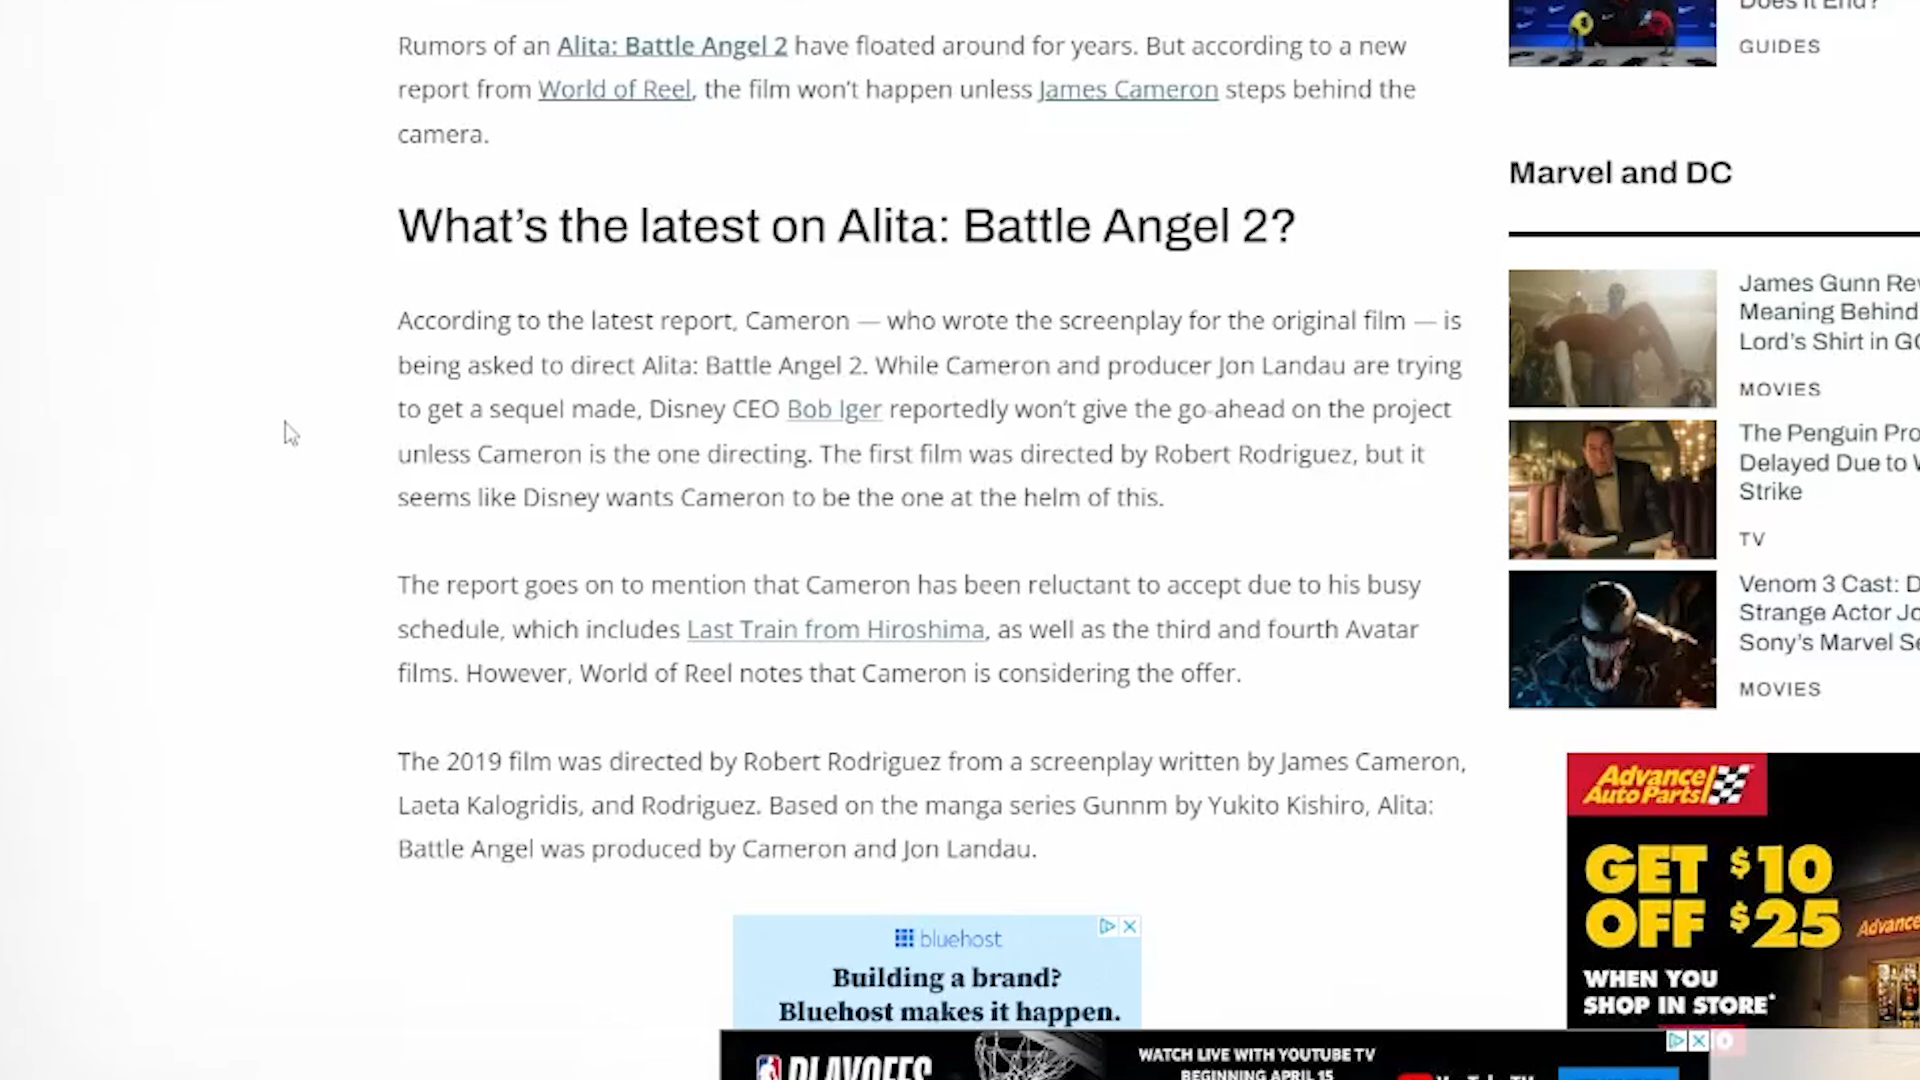 Rumors of an Alita: Battle Angel 2 have floated around for years. But according to a new
report from World of Reel, the film won't happen unless James Cameron steps behind the
camera.
What's the latest on Alita: Battle Angel 2?
According to the latest report, Cameron — who wrote the screenplay for the original film — is
being asked to direct Alita: Battle Angel 2. While Cameron and producer Jon Landau are trying
to get a sequel made, Disney CEO Bob Iger reportedly won't give the go-ahead on the project
unless Cameron is the one directing. The first film was directed by Robert Rodriguez, but it
seems like Disney wants Cameron to be the one at the helm of this.
The report goes on to mention that Cameron has been reluctant to accept due to his busy
schedule, which includes Last Train from Hiroshima, as well as the third and fourth Avatar
films. However, World of Reel notes that Cameron is considering the offer.
The 2019 film was directed by Robert Rodriguez from a screenplay written by James Cameron,
Laeta Kalogridis, and Rodriguez. Based on the manga series Gunnm by Yukito Kishiro, Alita:
Battle Angel was produced by Cameron and Jon Landau.
bluehost
Building a brand?
Bluehost makes it happen.
PLAYOFFS
WATCH LIVE WITH YOUTUBE TV
BEGINNING APRIL 15
Does It End?
GUIDES
Marvel and DC
James Gunn
Meaning Behind
Lord's Shirt in
MOVIES
The Penguin
Delayed Due to
Strike
TV
Venom 3 Cast:
Strange Actor
Sony's Marvel
MOVIES
Advance
Auto Parts
GET $10
OFF $25
WHEN YOU
SHOP IN STORE*
Advance